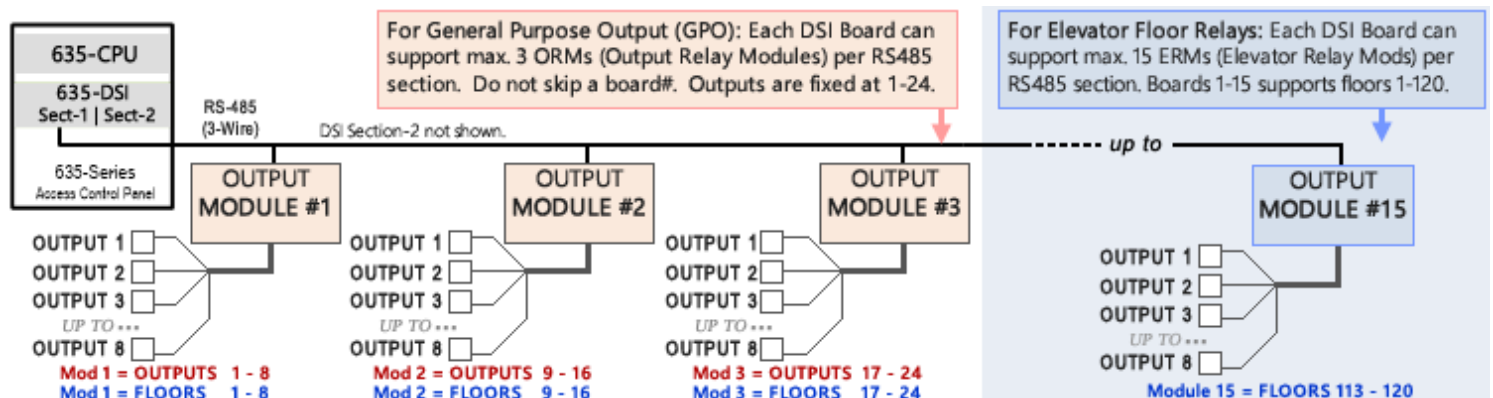 635-CPU
635-DSI
Sect-1 | Sect-2
635-Series
Access Control Panel
RS-485
(3-Wire)
DSI Section-2 not shown.
For General Purpose Output (GPO): Each DSI Board can
support max. 3 ORMs (Output Relay Modules) per RS485
section. Do not skip a board#. Outputs are fixed at 1-24.
For Elevator Floor Relays: Each DSI Board can
support max. 15 ERMs (Elevator Relay Mods) per
RS485 section. Boards 1-15 supports floors 1-120.
up to
OUTPUT
MODULE #1
OUTPUT 1
OUTPUT 2
OUTPUT 3
UP TO •••
OUTPUT 8
Mod 1 = OUTPUTS 1 - 8
Mod 1 = FLOORS 1 - 8
OUTPUT
MODULE #2
OUTPUT 1
OUTPUT 2
OUTPUT 3
UP TO •••
OUTPUT 8
Mod 2 = OUTPUTS 9 - 16
Mod 2 = FLOORS 9 - 16
OUTPUT
MODULE #3
OUTPUT 1
OUTPUT 2
OUTPUT 3
UP TO •••
OUTPUT 8
Mod 3 = OUTPUTS 17 - 24
Mod 3 = FLOORS 17 - 24
OUTPUT
MODULE #15
OUTPUT 1
OUTPUT 2
OUTPUT 3
UP TO •••
OUTPUT 8
Module 15 = FLOORS 113 - 120